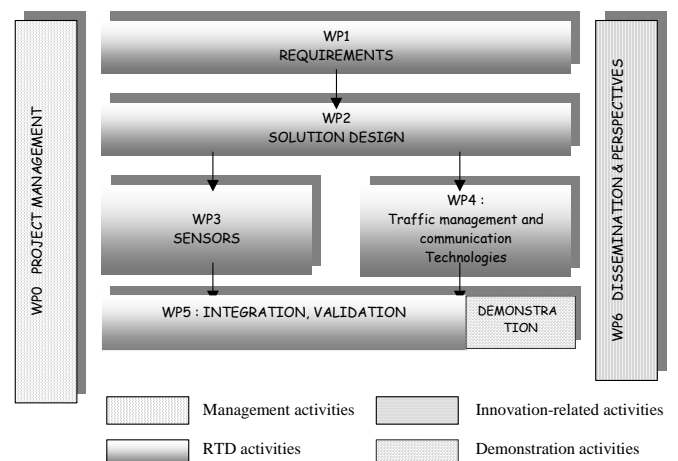 WP0 PROJECT MANAGEMENT
WP1
REQUIREMENTS
WP2
SOLUTION DESIGN
WP3
SENSORS
WP4 :
Traffic management and
communication
Technologies
WP5 : INTEGRATION, VALIDATION
DEMONSTRA
TION
WP6 DISSEMINATION & PERSPECTIVES
Management activities
Innovation-related activities
RTD activities
Demonstration activities